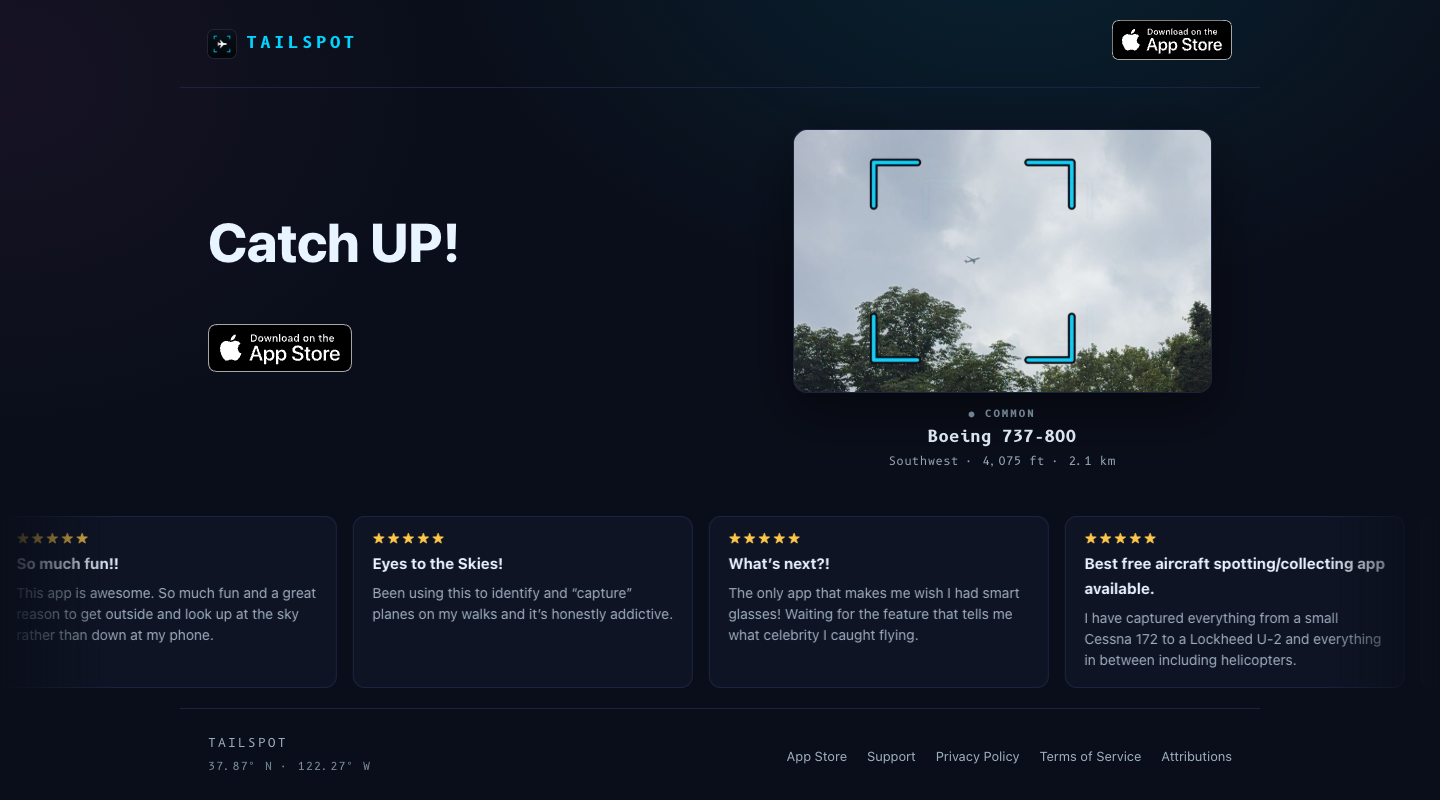 TAILSPOT
Download on the
App Store
Catch UP!
Download on the
App Store
● COMMON
Boeing 737-800
Southwest · 4,075 ft · 2.1 km
★★★★★
So much fun!!
This app is awesome. So much fun and a great
reason to get outside and look up at the sky
rather than down at my phone.
★★★★★
Eyes to the Skies!
Been using this to identify and “capture”
planes on my walks and it’s honestly addictive.
★★★★★
What’s next?!
The only app that makes me wish I had smart
glasses! Waiting for the feature that tells me
what celebrity I caught flying.
★★★★★
Best free aircraft spotting/collecting app
available.
I have captured everything from a small
Cessna 172 to a Lockheed U-2 and everything
in between including helicopters.
TAILSPOT
37.87° N · 122.27° W
App Store Support Privacy Policy Terms of Service Attributions